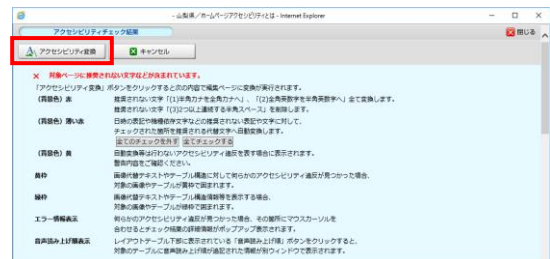 - 山梨県/ホームページアクセシビリティとは - Internet Explorer
アクセシビリティチェック結果
閉じる
アクセシビリティ変換
キャンセル
× 対象ページに推奨されない文字などが含まれています。
「アクセシビリティ変換」ボタンをクリックすると次の内容で編集ページに変換が実行されます。
(背景色) 赤 推奨されない文字「(1)半角カナを全角カナへ」、「(2)全角英数字を半角英数字へ」全て変換します。
推奨されない文字「(3)2つ以上連続する半角スペース」を削除します。
(背景色) 薄い赤 日時の表記や機種依存文字などの推奨されない表記や文字に対して、
チェックされた箇所を推奨される代替文字へ自動変換します。
全てのチェックを外す 全てチェックする
(背景色) 黄 自動変換等は行わないアクセシビリティ違反を表す場合に表示されます。
警告内容をご確認ください。
黄枠 画像代替テキストやテーブル構造に対して何らかのアクセシビリティ違反が見つかった場合、
対象の画像やテーブルが黄枠で囲まれます。
緑枠 画像代替テキストやテーブル構造情報等を表示する場合、
対象の画像やテーブルが緑枠で囲まれます。
エラー情報表示 何らかのアクセシビリティ違反が見つかった場合、その箇所にマウスカーソルを
合わせるとチェック結果の詳細情報がポップアップ表示されます。
音声読み上げ順表示 レイアウトテーブル下部に表示されている「音声読み上げ順」ボタンをクリックすると、
対象のテーブルに音声読み上げ順が追記された情報が別ウィンドウで表示されます。